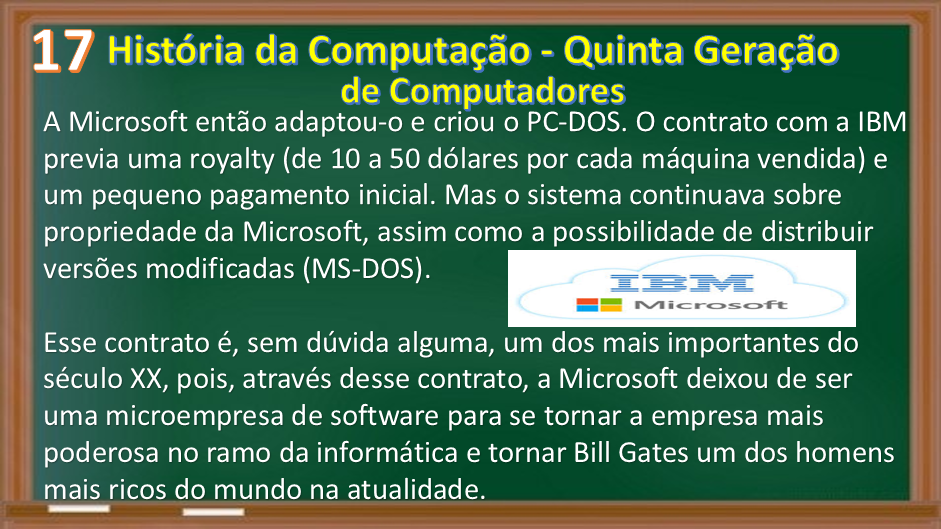 17 História da Computação - Quinta Geração
de Computadores
A Microsoft então adaptou-o e criou o PC-DOS. O contrato com a IBM
previa uma royalty (de 10 a 50 dólares por cada máquina vendida) e
um pequeno pagamento inicial. Mas o sistema continuava sobre
propriedade da Microsoft, assim como a possibilidade de distribuir
versões modificadas (MS-DOS).
IBM
Microsoft
Esse contrato é, sem dúvida alguma, um dos mais importantes do
século XX, pois, através desse contrato, a Microsoft deixou de ser
uma microempresa de software para se tornar a empresa mais
poderosa no ramo da informática e tornar Bill Gates um dos homens
mais ricos do mundo na atualidade.